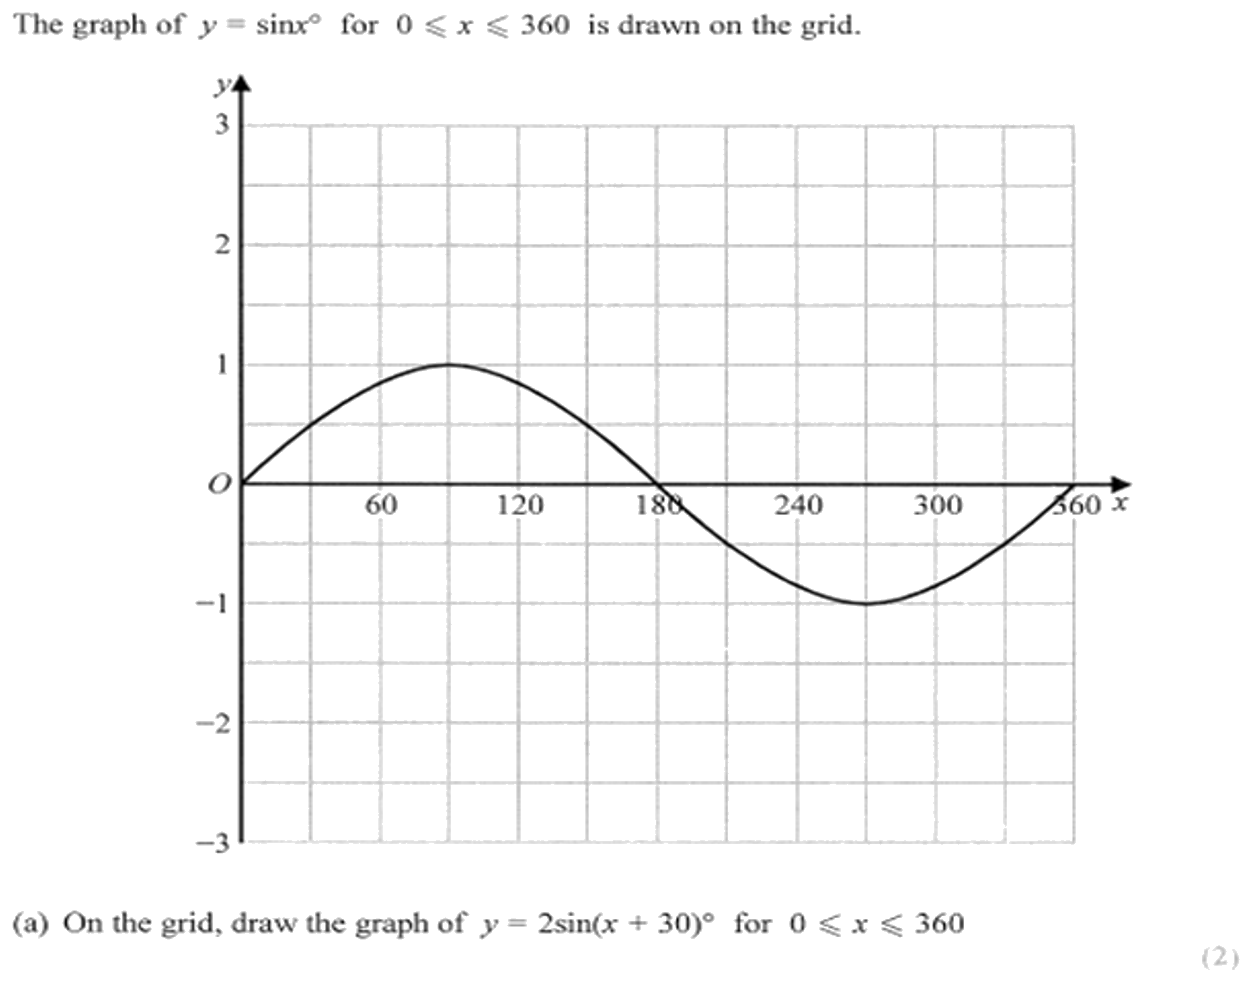 The graph of y = sinx° for 0 ⩽ x ⩽ 360 is drawn on the grid.
y
3
2
1
O
60 120 180 240 300 360 x
−1
−2
−3
(a) On the grid, draw the graph of y = 2sin(x + 30)° for 0 ⩽ x ⩽ 360
(2)